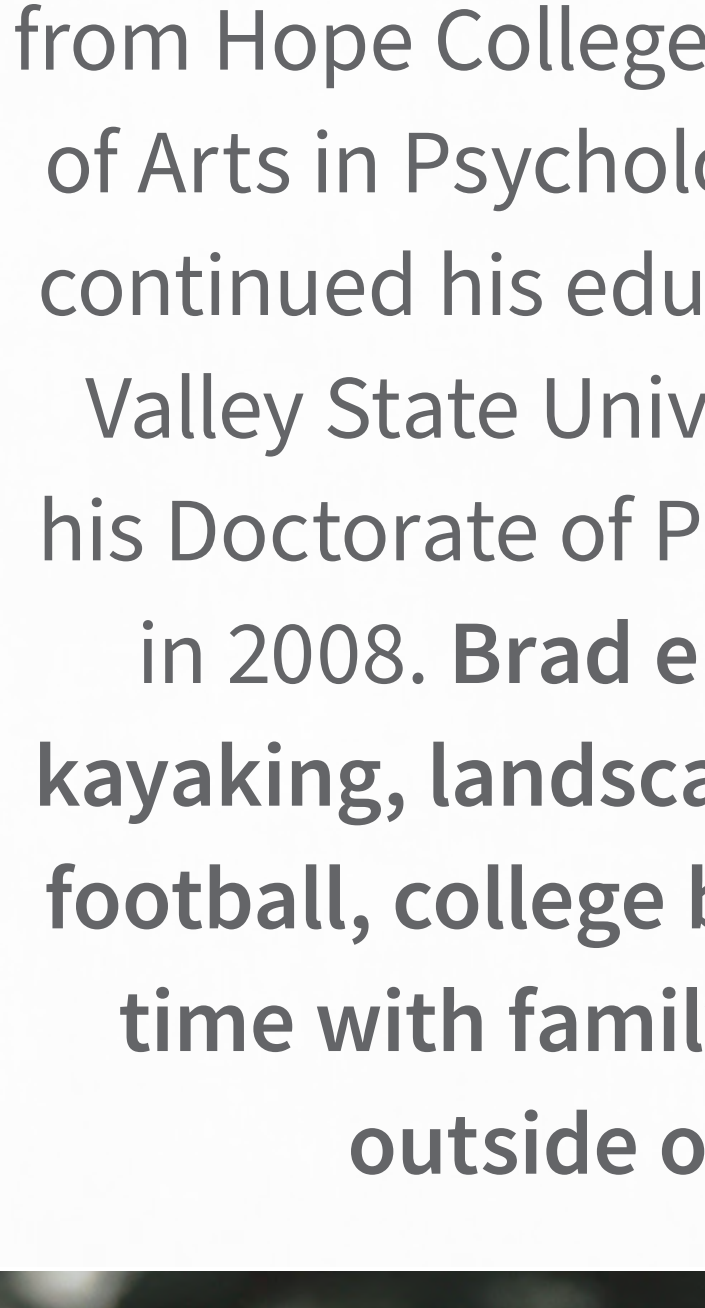 from Hope College
of Arts in Psycholo
continued his edu
Valley State Univ
his Doctorate of P
in 2008. Brad e
kayaking, landsca
football, college b
time with famil
outside o